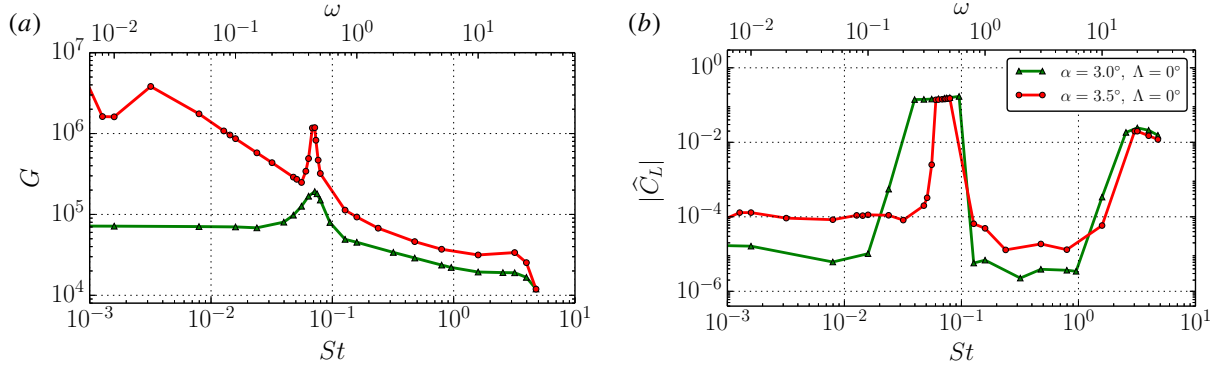 (a)
ω
10⁻² 10⁻¹ 10⁰ 10¹
10⁷
10⁶
10⁵
10⁴
G
10⁻³ 10⁻² 10⁻¹ 10⁰ 10¹
St
(b)
ω
10⁻² 10⁻¹ 10⁰ 10¹
10⁰
10⁻²
10⁻⁴
10⁻⁶
|Ĉ_L|
α = 3.0°, Λ = 0°
α = 3.5°, Λ = 0°
10⁻³ 10⁻² 10⁻¹ 10⁰ 10¹
St